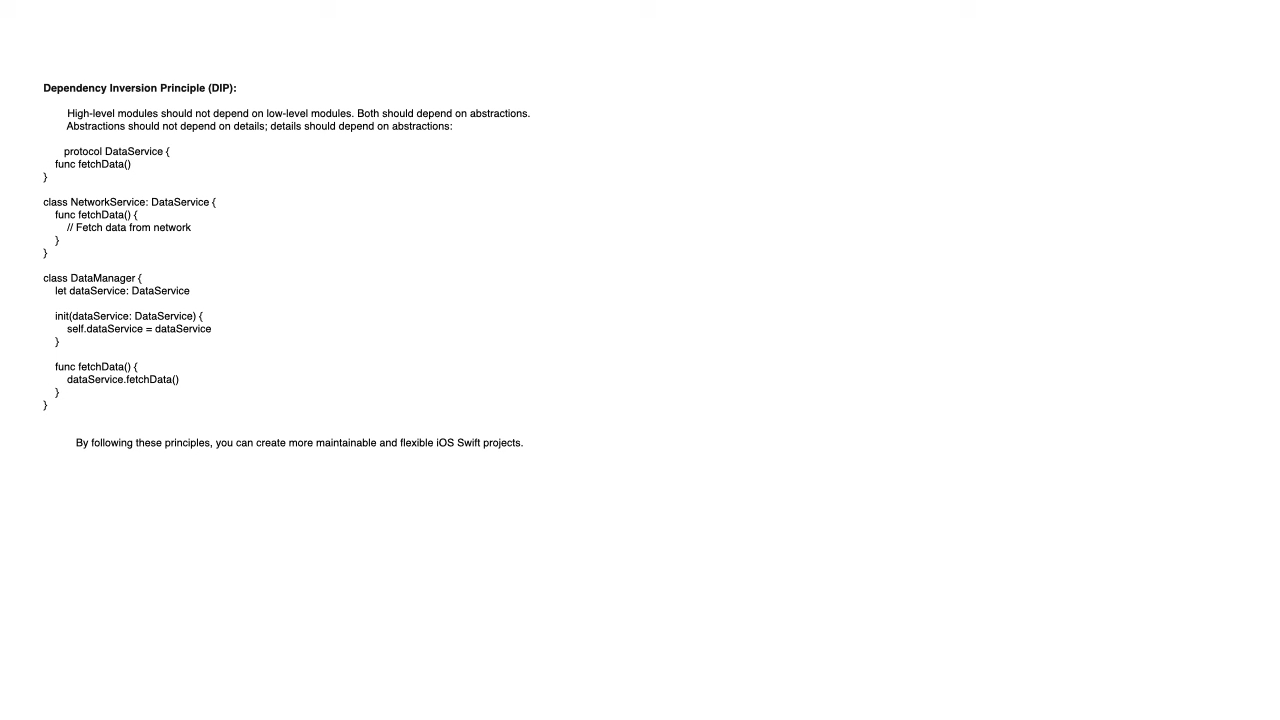 Dependency Inversion Principle (DIP):
High-level modules should not depend on low-level modules. Both should depend on abstractions.
Abstractions should not depend on details; details should depend on abstractions:
protocol DataService {
func fetchData()
}
class NetworkService: DataService {
func fetchData() {
// Fetch data from network
}
}
class DataManager {
let dataService: DataService
init(dataService: DataService) {
self.dataService = dataService
}
func fetchData() {
dataService.fetchData()
}
}
By following these principles, you can create more maintainable and flexible iOS Swift projects.